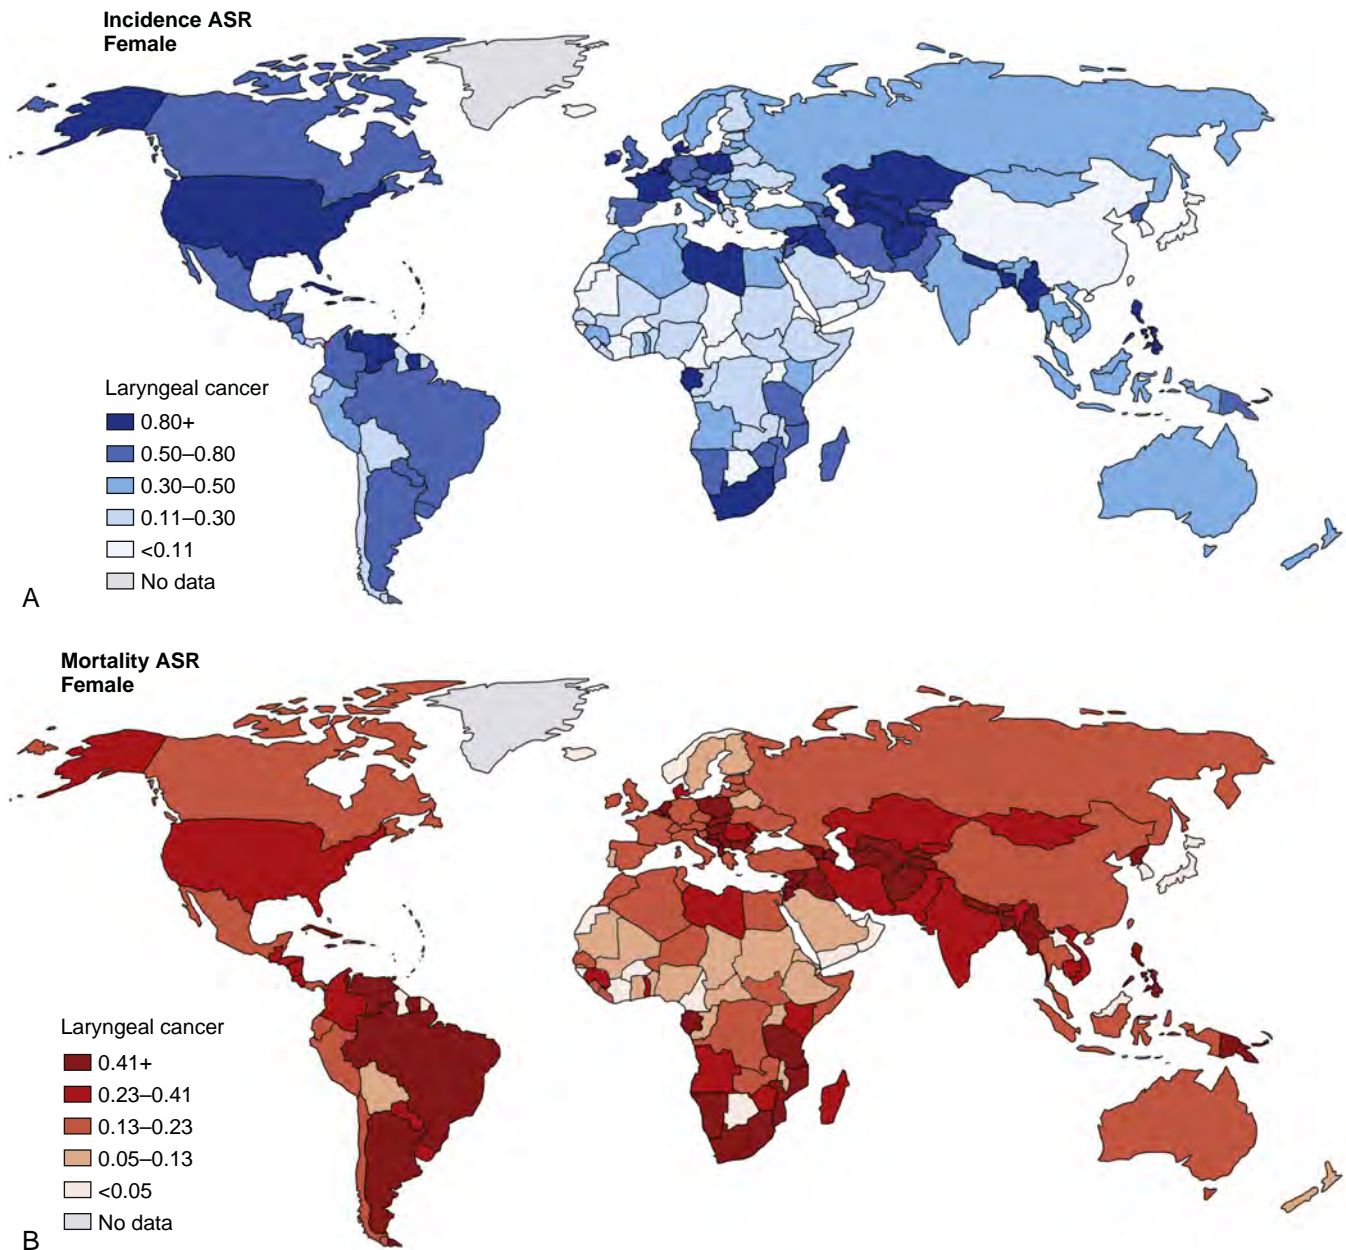 Incidence ASR
Female
Laryngeal cancer
0.80+
0.50–0.80
0.30–0.50
0.11–0.30
<0.11
No data
A
Mortality ASR
Female
Laryngeal cancer
0.41+
0.23–0.41
0.13–0.23
0.05–0.13
<0.05
No data
B